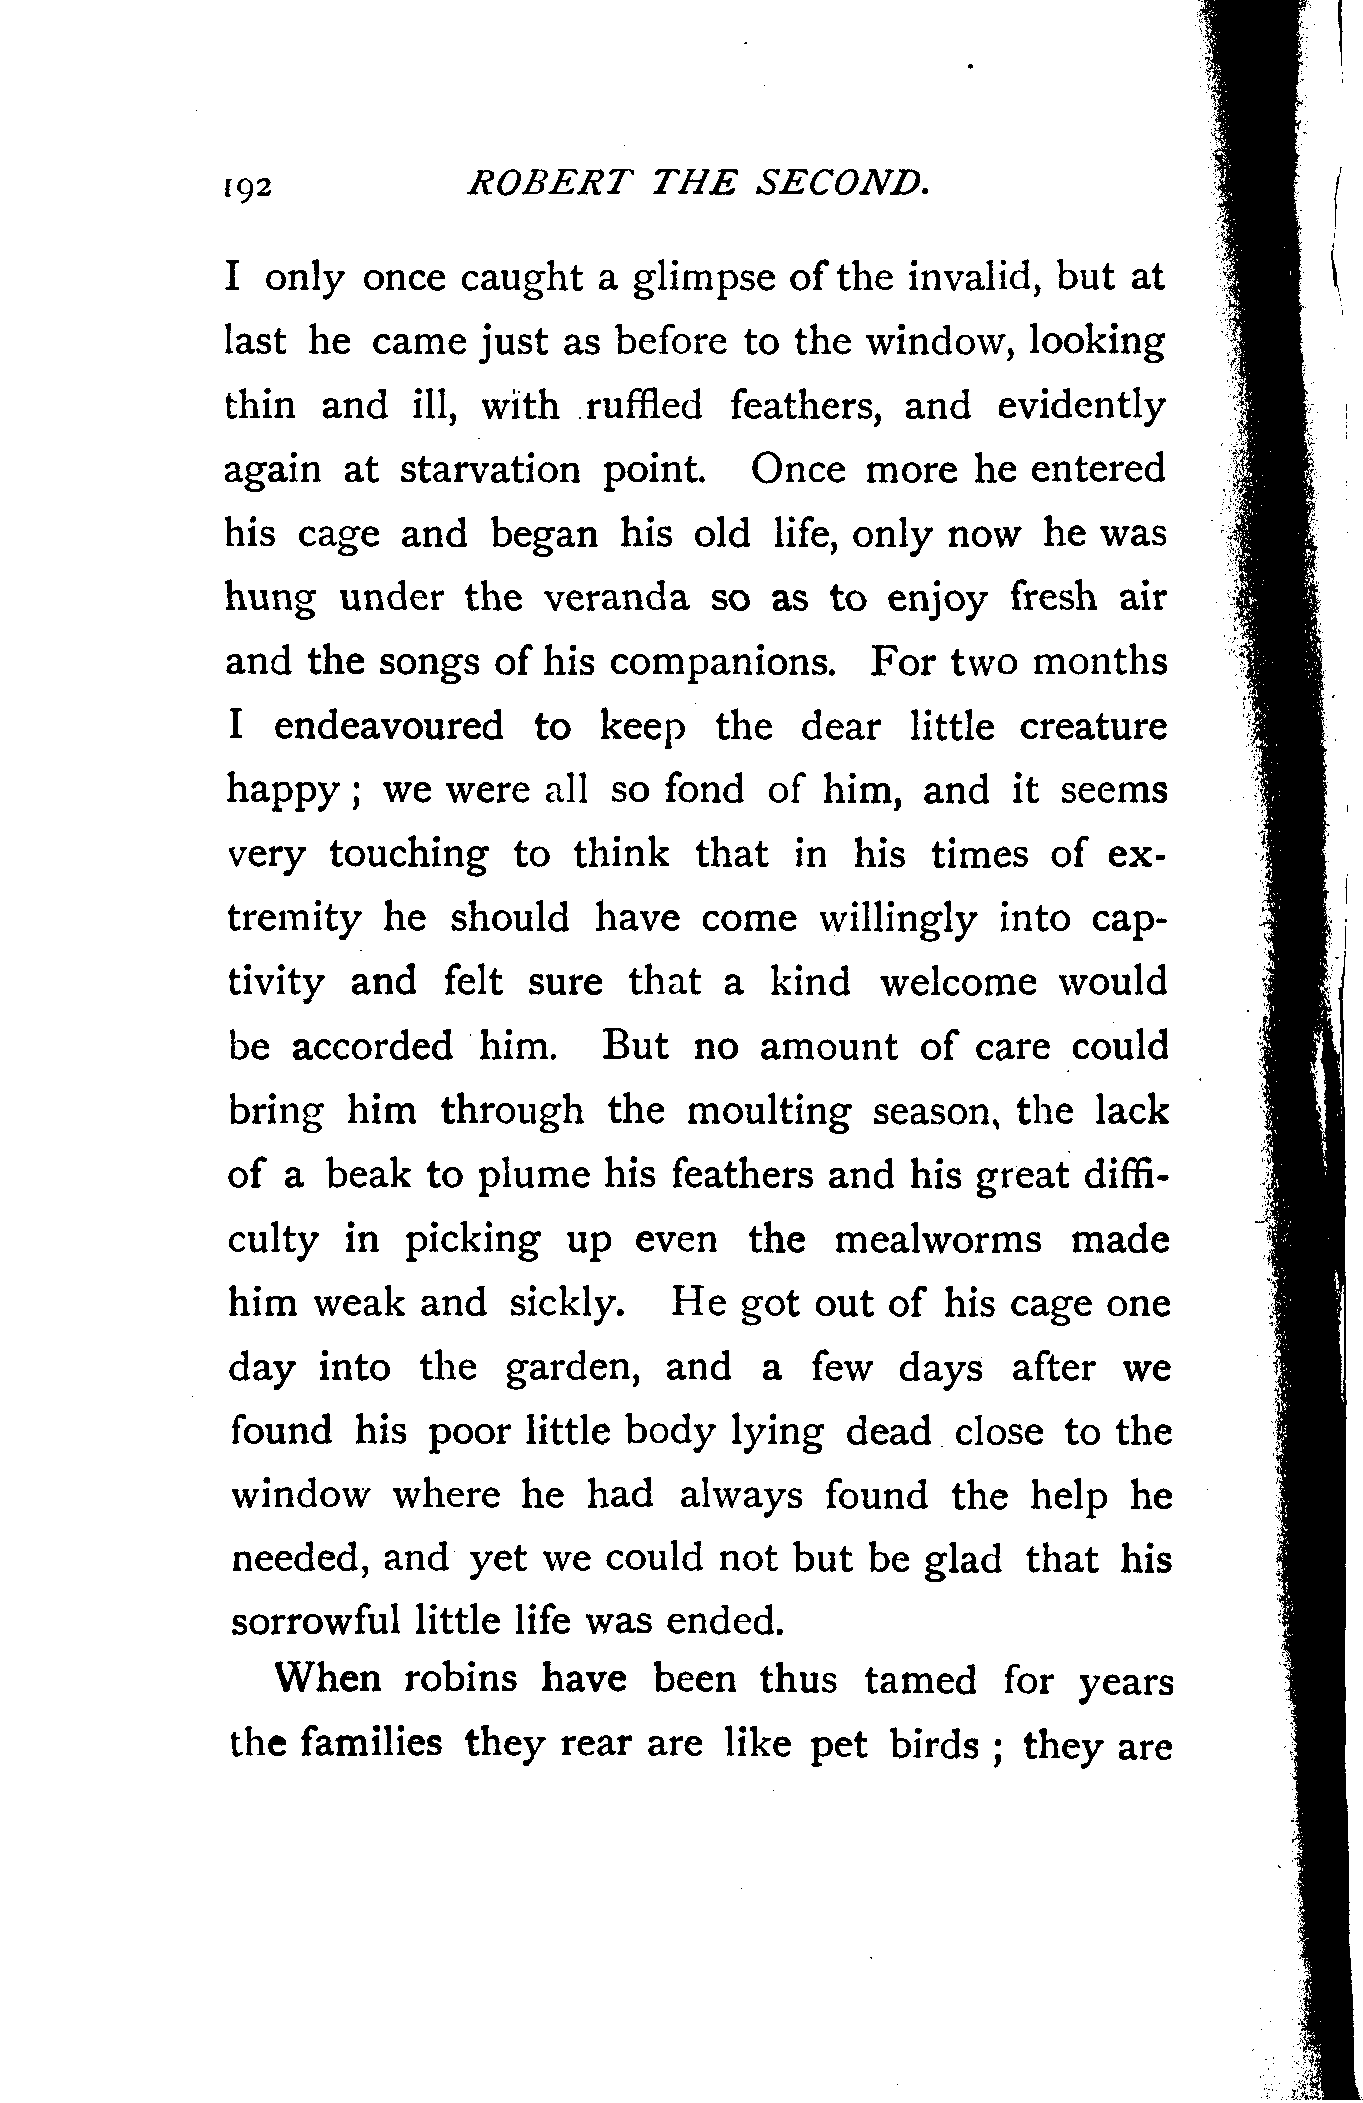 192 ROBERT THE SECOND.
I only once caught a glimpse of the invalid, but at
last he came just as before to the window, looking
thin and ill, with ruffled feathers, and evidently
again at starvation point. Once more he entered
his cage and began his old life, only now he was
hung under the veranda so as to enjoy fresh air
and the songs of his companions. For two months
I endeavoured to keep the dear little creature
happy ; we were all so fond of him, and it seems
very touching to think that in his times of ex-
tremity he should have come willingly into cap-
tivity and felt sure that a kind welcome would
be accorded him. But no amount of care could
bring him through the moulting season, the lack
of a beak to plume his feathers and his great diffi-
culty in picking up even the mealworms made
him weak and sickly. He got out of his cage one
day into the garden, and a few days after we
found his poor little body lying dead close to the
window where he had always found the help he
needed, and yet we could not but be glad that his
sorrowful little life was ended.
When robins have been thus tamed for years
the families they rear are like pet birds ; they are